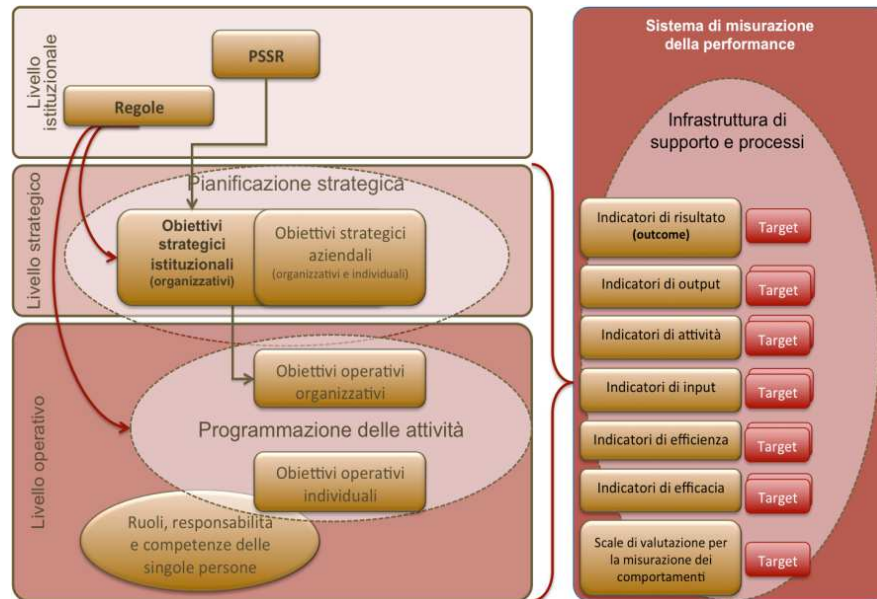 Livello
istituzionale
PSSR
Regole
Livello strategico
Pianificazione strategica
Obiettivi
strategici
istituzionali
(organizzativi)
Obiettivi strategici
aziendali
(organizzativi e individuali)
Livello operativo
Obiettivi operativi
organizzativi
Programmazione delle attività
Obiettivi operativi
individuali
Ruoli, responsabilità
e competenze delle
singole persone
Sistema di misurazione
della performance
Infrastruttura di
supporto e processi
Indicatori di risultato
(outcome)
Target
Indicatori di output
Target
Indicatori di attività
Target
Indicatori di input
Target
Indicatori di efficienza
Target
Indicatori di efficacia
Target
Scale di valutazione per
la misurazione dei
comportamenti
Target